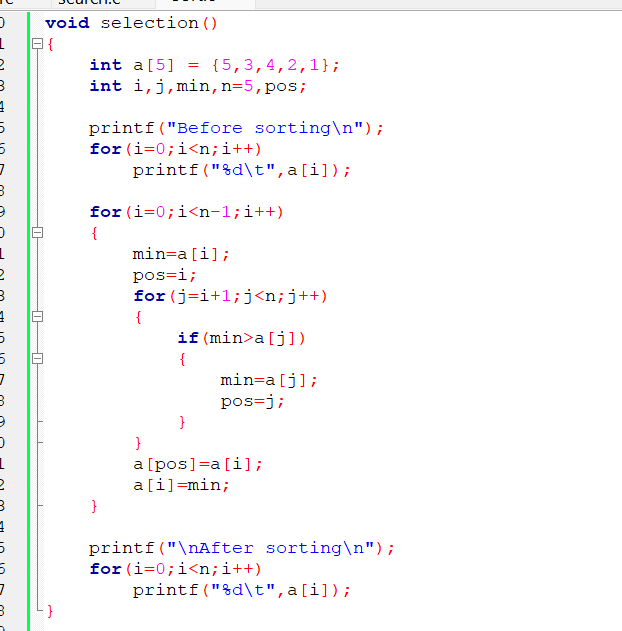 search.c
void selection()
{
    int a[5] = {5,3,4,2,1};
    int i,j,min,n=5,pos;
    printf("Before sorting\n");
    for(i=0;i<n;i++)
        printf("%d\t",a[i]);
    for(i=0;i<n-1;i++)
    {
        min=a[i];
        pos=i;
        for(j=i+1;j<n;j++)
        {
            if(min>a[j])
            {
                min=a[j];
                pos=j;
            }
        }
        a[pos]=a[i];
        a[i]=min;
    }
    printf("\nAfter sorting\n");
    for(i=0;i<n;i++)
        printf("%d\t",a[i]);
}